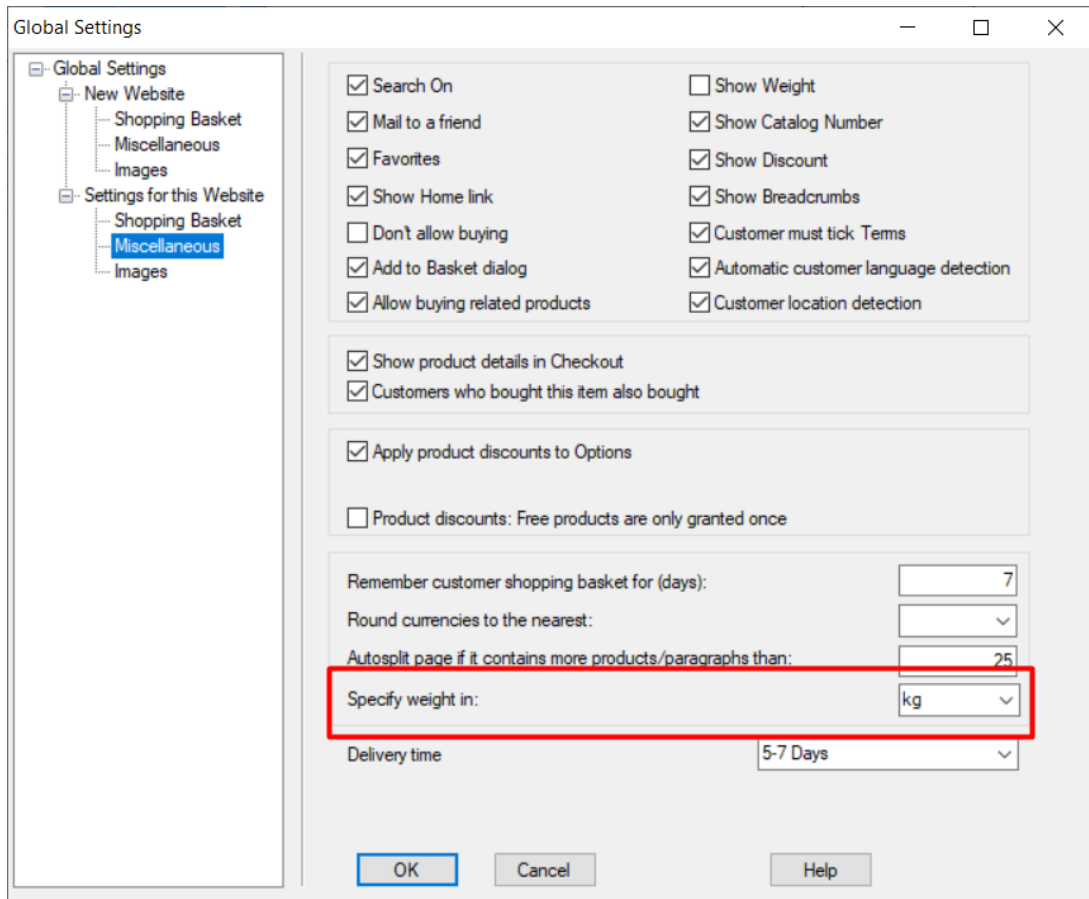 Global Settings
Global Settings
New Website
Shopping Basket
Miscellaneous
Images
Settings for this Website
Shopping Basket
Miscellaneous
Images
Search On
Show Weight
Mail to a friend
Show Catalog Number
Favorites
Show Discount
Show Home link
Show Breadcrumbs
Don't allow buying
Customer must tick Terms
Add to Basket dialog
Automatic customer language detection
Allow buying related products
Customer location detection
Show product details in Checkout
Customers who bought this item also bought
Apply product discounts to Options
Product discounts: Free products are only granted once
Remember customer shopping basket for (days): 7
Round currencies to the nearest:
Autosplit page if it contains more products/paragraphs than: 25
Specify weight in: kg
Delivery time 5-7 Days
OK Cancel Help